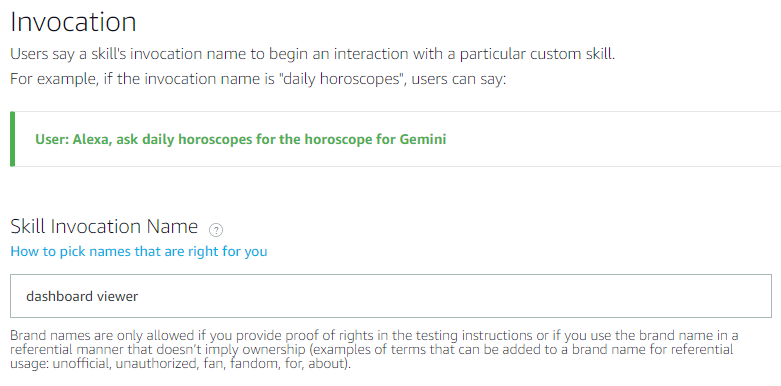 Invocation
Users say a skill's invocation name to begin an interaction with a particular custom skill.
For example, if the invocation name is "daily horoscopes", users can say:
User: Alexa, ask daily horoscopes for the horoscope for Gemini
Skill Invocation Name ?
How to pick names that are right for you
dashboard viewer
Brand names are only allowed if you provide proof of rights in the testing instructions or if you use the brand name in a
referential manner that doesn’t imply ownership (examples of terms that can be added to a brand name for referential
usage: unofficial, unauthorized, fan, fandom, for, about).